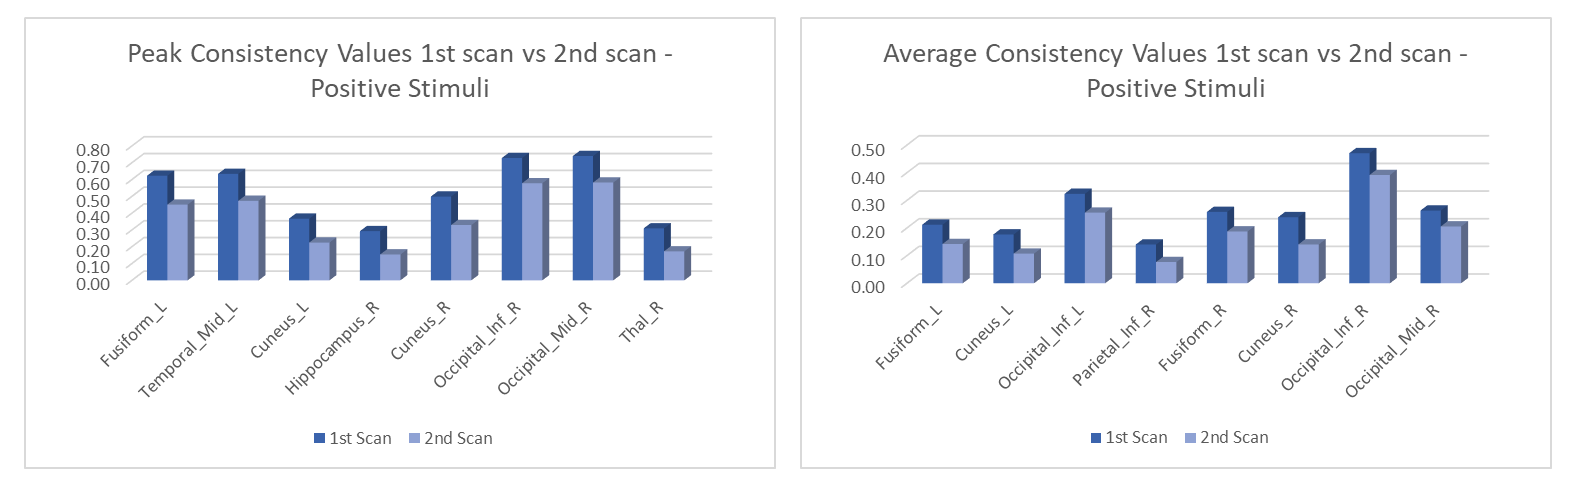 Peak Consistency Values 1st scan vs 2nd scan -
Positive Stimuli
0.80
0.70
0.60
0.50
0.40
0.30
0.20
0.10
0.00
Fusiform_L
Temporal_Mid_L
Cuneus_L
Hippocampus_R
Cuneus_R
Occipital_Inf_R
Occipital_Mid_R
Thal_R
1st Scan
2nd Scan
Average Consistency Values 1st scan vs 2nd scan -
Positive Stimuli
0.50
0.40
0.30
0.20
0.10
0.00
Fusiform_L
Cuneus_L
Occipital_Inf_L
Parietal_Inf_R
Fusiform_R
Cuneus_R
Occipital_Inf_R
Occipital_Mid_R
1st Scan
2nd Scan